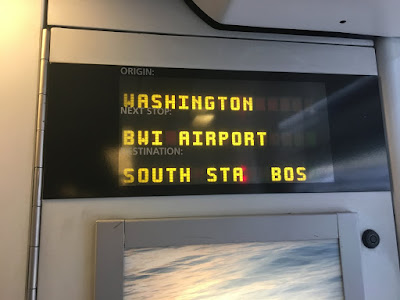 ORIGIN:
WASHINGTON
NEXT STOP:
BWI AIRPORT
DESTINATION:
SOUTH STA BOS